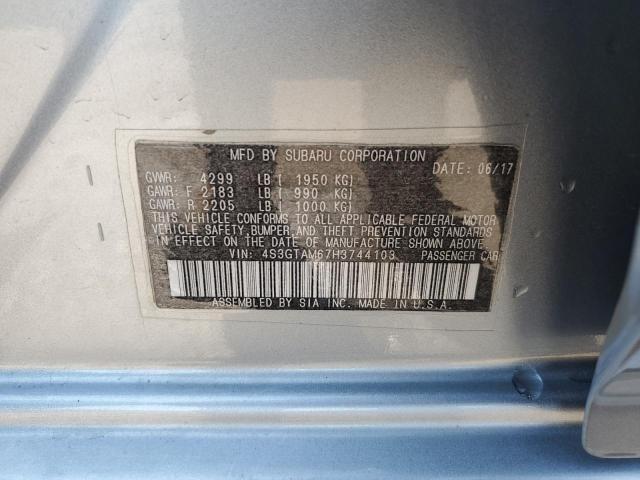 MFD BY SUBARU CORPORATION
DATE: 06/17
GVWR: 4299 LB[ 1950 KG]
GAWR: F 2183 LB[ 990 KG]
GAWR: R 2205 LB[ 1000 KG]
THIS VEHICLE CONFORMS TO ALL APPLICABLE FEDERAL MOTOR
VEHICLE SAFETY, BUMPER, AND THEFT PREVENTION STANDARDS
IN EFFECT ON THE DATE OF MANUFACTURE SHOWN ABOVE.
VIN: 4S3GTAM67H3744103 PASSENGER CAR
ASSEMBLED BY SIA INC. MADE IN U.S.A.